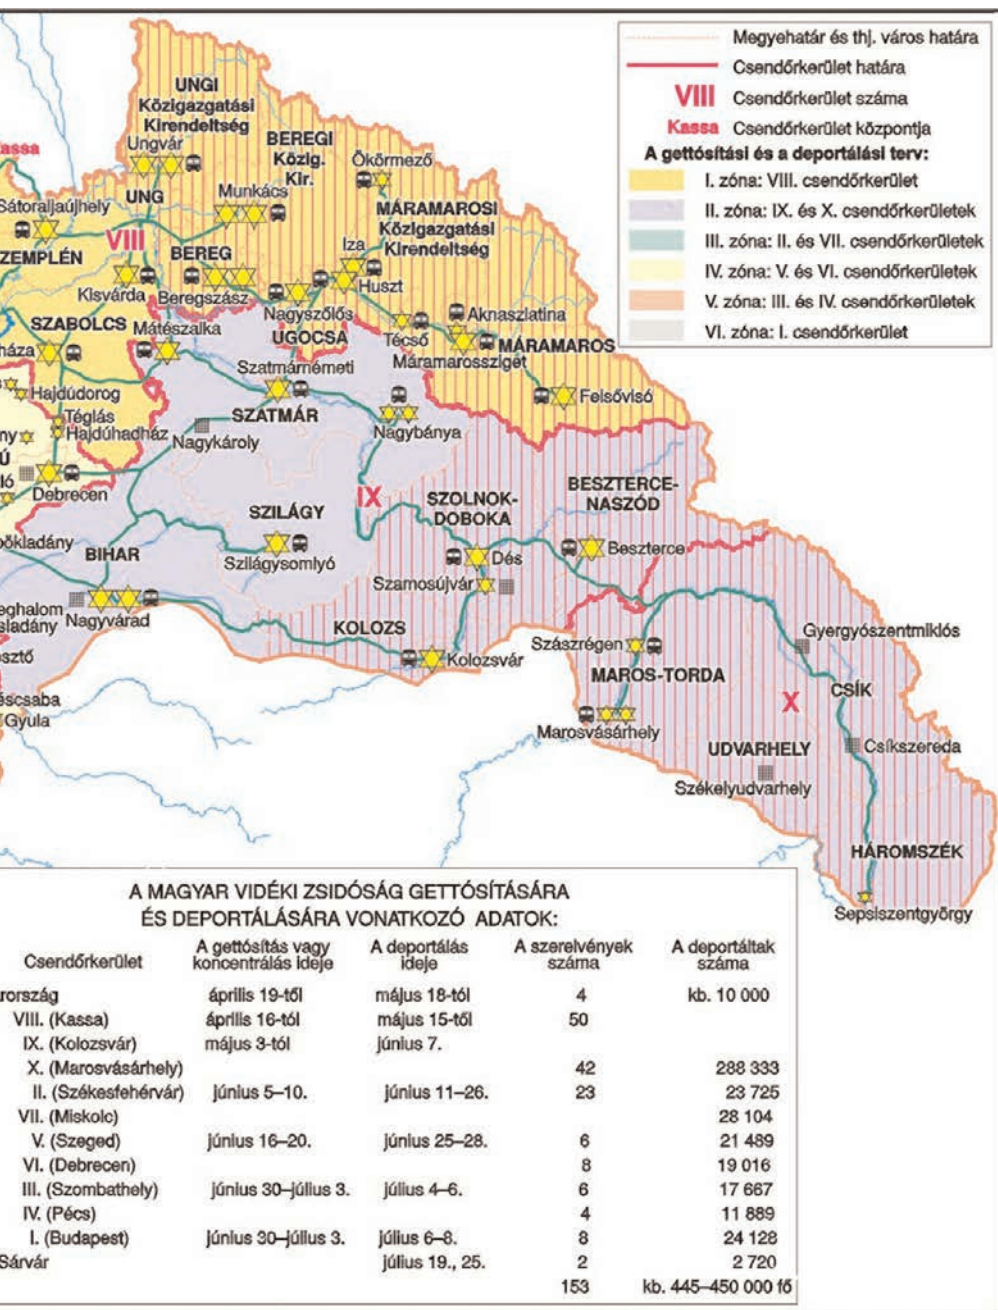 Megyehatár és thj. város határa
Csendőrkerület határa
VIII Csendőrkerület száma
Kassa Csendőrkerület központja
A gettósítási és a deportálási terv:
I. zóna: VIII. csendőrkerület
II. zóna: IX. és X. csendőrkerületek
III. zóna: II. és VII. csendőrkerületek
IV. zóna: V. és VI. csendőrkerületek
V. zóna: III. és IV. csendőrkerületek
VI. zóna: I. csendőrkerület
UNGI
Közigazgatási
Kirendeltség
Ungvár
BEREGI
Közig.
Kir.
Ökörmező
assa
Sátoraljaújhely
UNG
Munkács
MÁRAMAROSI
Közigazgatási
Kirendeltség
VIII
ZEMPLÉN
BEREG
Iza
Huszt
Kisvárda
Beregszász
Nagyszőlős
Aknaszlatina
SZABOLCS
Mátészalka
UGOCSA
Técső
MÁRAMAROS
háza
Máramarossziget
Szatmárnémeti
Felsővisó
Hajdúdorog
SZATMÁR
Téglás
Hajdúhadház
Nagykároly
Nagybánya
ny
Ú
ló
Debrecen
IX
SZOLNOK-
DOBOKA
BESZTERCE-
NASZÓD
SZILÁGY
ökladány
BIHAR
Szilágysomlyó
Dés
Beszterce
Szamosújvár
eghalom
sladány
Nagyvárad
KOLOZS
Gyergyószentmiklós
esztő
Kolozsvár
Szászrégen
MAROS-TORDA
CSÍK
X
éscsaba
Gyula
Marosvásárhely
UDVARHELY
Csíkszereda
Székelyudvarhely
HÁROMSZÉK
Sepsiszentgyörgy
A MAGYAR VIDÉKI ZSIDÓSÁG GETTÓSÍTÁSÁRA
ÉS DEPORTÁLÁSÁRA VONATKOZÓ ADATOK:
Csendőrkerület A gettósítás vagy koncentrálás ideje A deportálás ideje A szerelvények száma A deportáltak száma
rország április 19-től május 18-tól 4 kb. 10 000
VIII. (Kassa) április 16-tól május 15-től 50
IX. (Kolozsvár) május 3-tól június 7.
X. (Marosvásárhely) 42 288 333
II. (Székesfehérvár) június 5–10. június 11–26. 23 23 725
VII. (Miskolc) 28 104
V. (Szeged) június 16–20. június 25–28. 6 21 489
VI. (Debrecen) 8 19 016
III. (Szombathely) június 30–július 3. július 4–6. 6 17 667
IV. (Pécs) 4 11 889
I. (Budapest) június 30–július 3. július 6–8. 8 24 128
Sárvár július 19., 25. 2 2 720
153 kb. 445–450 000 fő